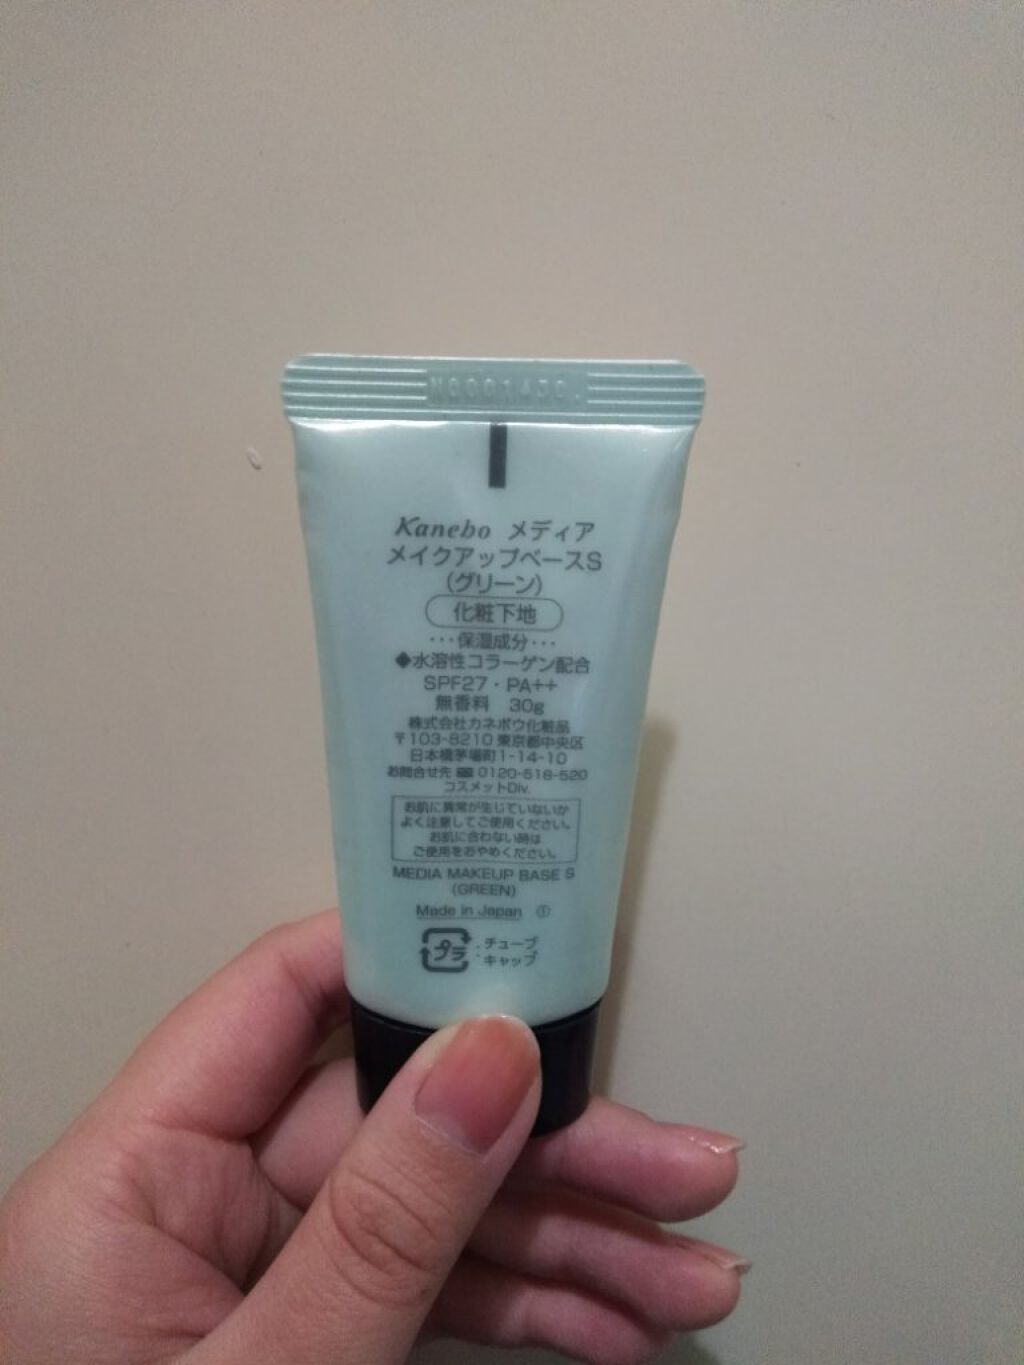 Kanebo メディア
メイクアップベースS
(グリーン)
化粧下地
･･･保湿成分･･･
◆水溶性コラーゲン配合
SPF27・PA++
無香料 30g
株式会社カネボウ化粧品
〒103-8210 東京都中央区
日本橋茅場町1-14-10
お問合せ先 ☎ 0120-518-520
コスメットDiv.
お肌に異常が生じていないか
よく注意してご使用ください。
お肌に合わない時は
ご使用をおやめください。
MEDIA MAKEUP BASE S
(GREEN)
Made in Japan ①
プラ チューブ
キャップ